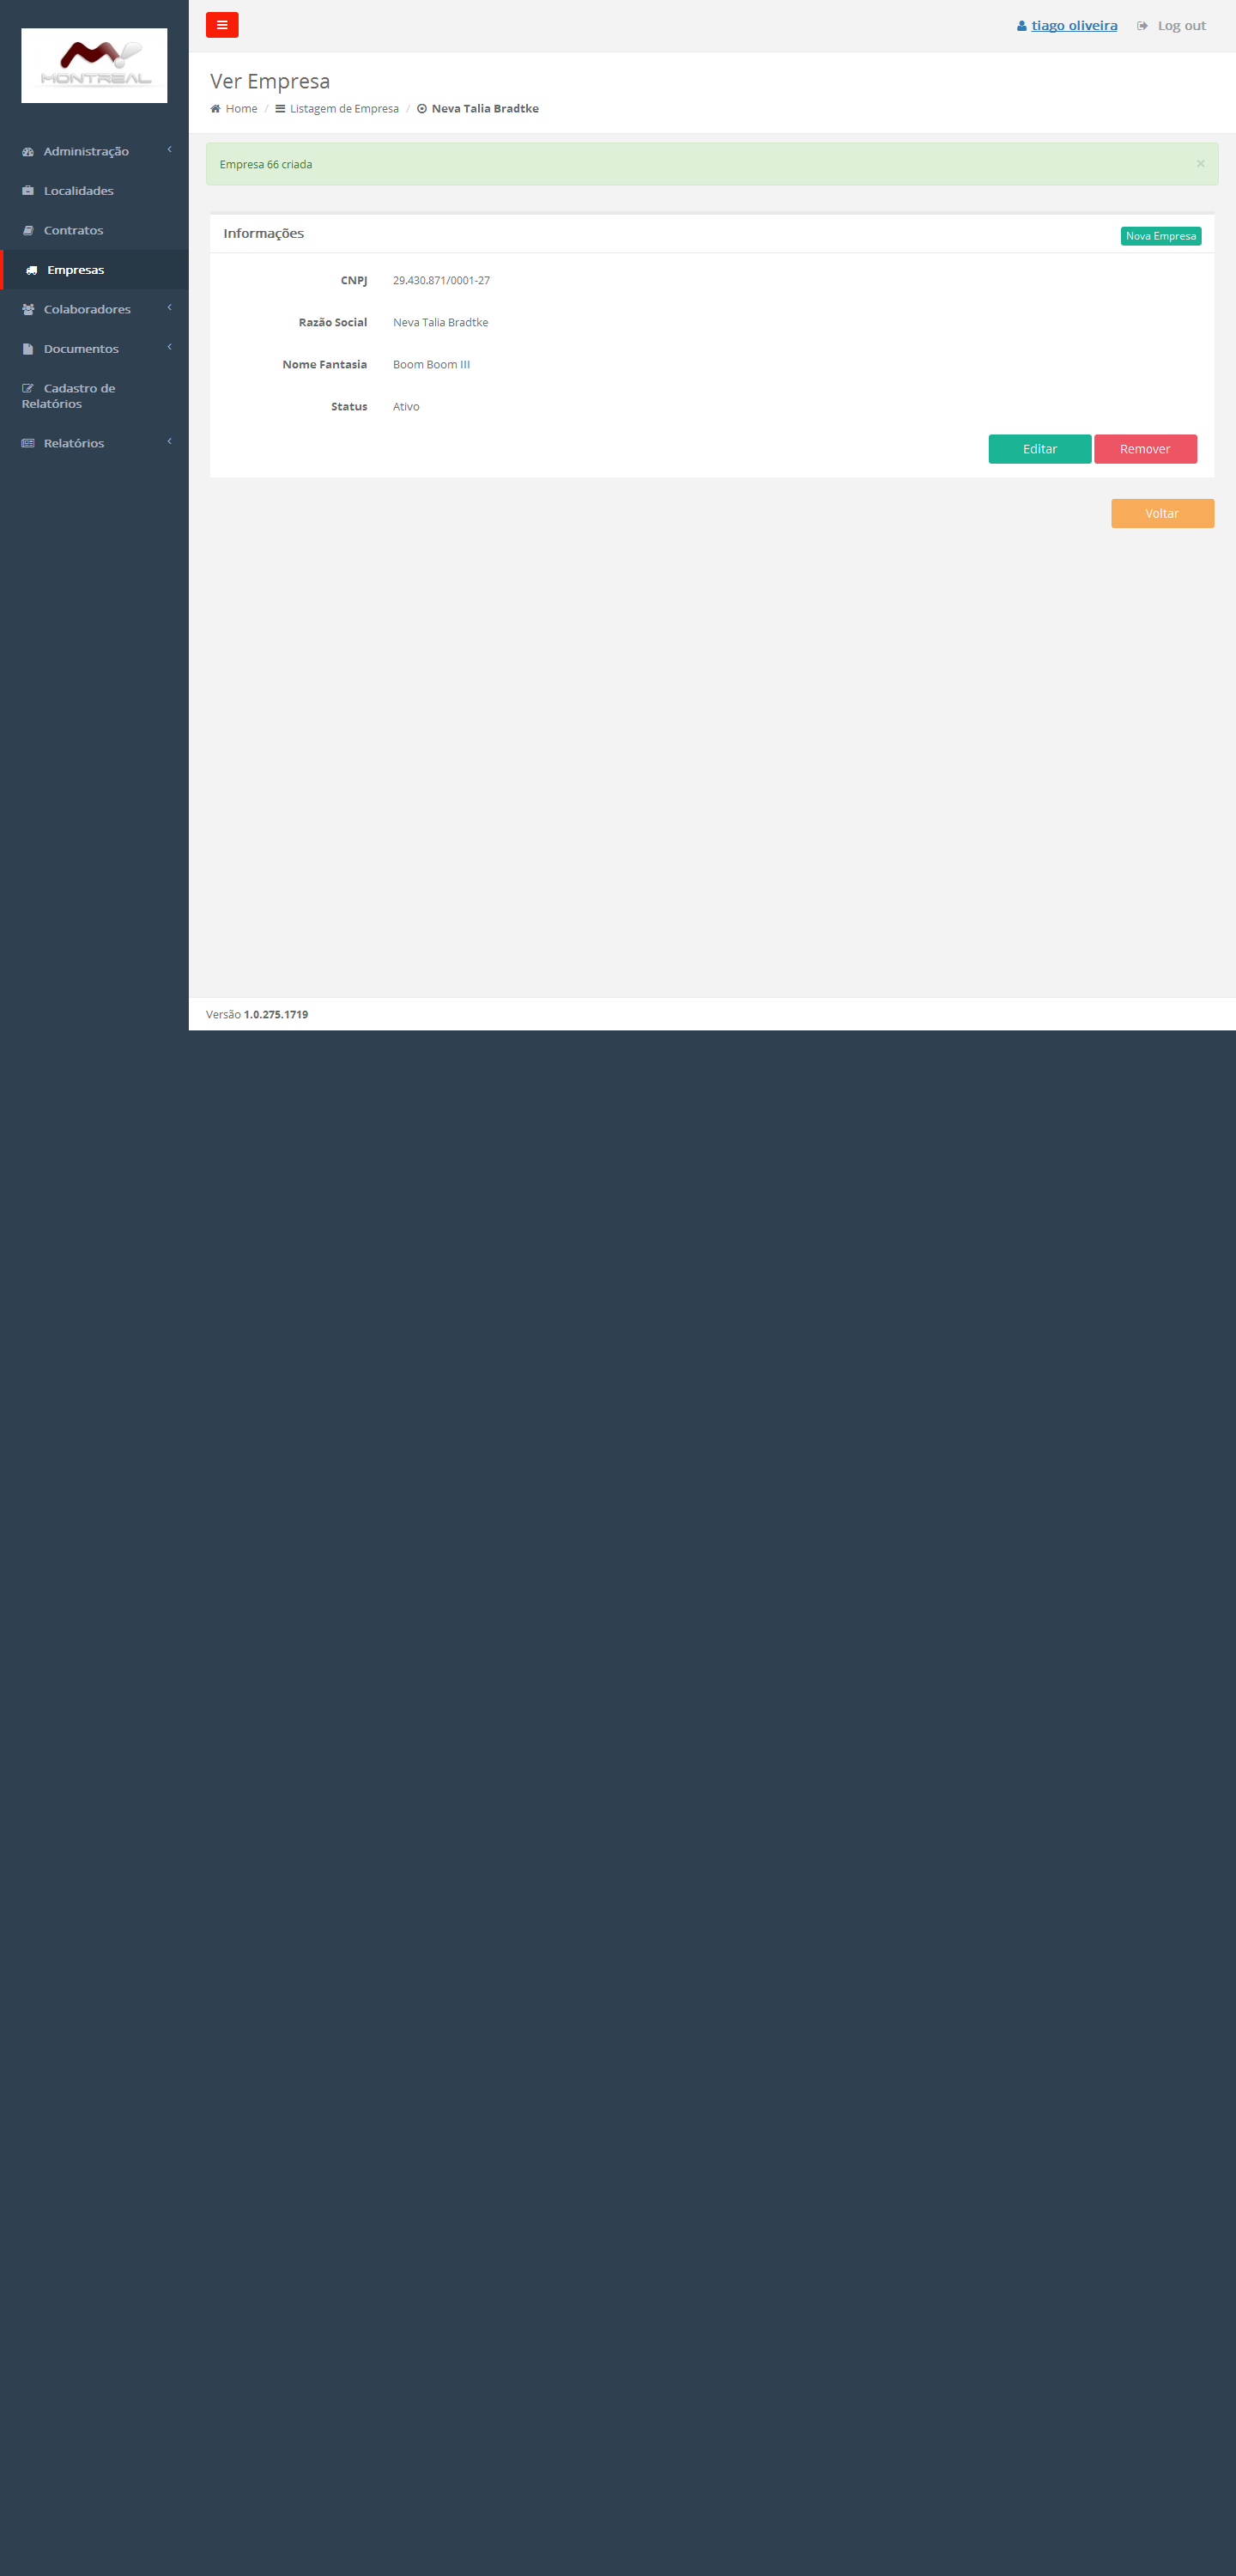 MONTREAL
Administração
Localidades
Contratos
Empresas
Colaboradores
Documentos
Cadastro de
Relatórios
Relatórios
tiago oliveira
Log out
Ver Empresa
Home / Listagem de Empresa / Neva Talia Bradtke
Empresa 66 criada ×
Informações
Nova Empresa
CNPJ 29.430.871/0001-27
Razão Social Neva Talia Bradtke
Nome Fantasia Boom Boom III
Status Ativo
Editar Remover
Voltar
Versão 1.0.275.1719